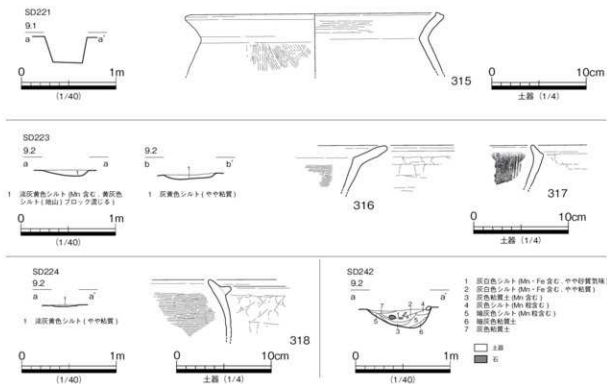 SD221
9.1
a a'
0 1m
(1/40)
315
0 10cm
土器 (1/4)
SD223
9.2
a a'
9.2
b b'
1 淡灰黄色シルト (Mn 含む、黄灰色
シルト (地山) ブロック混じる)
1 灰黄色シルト (やや粘質)
0 1m
(1/40)
316
317
0 10cm
土器 (1/4)
SD224
9.2
a a'
1
1 淡灰黄色シルト (やや粘質)
0 1m
(1/40)
318
0 10cm
土器 (1/4)
SD242
9.2
a a'
7 2 4
5 5
3 6
1 灰白色シルト (Mn・Fe 含む、やや砂質気味)
2 灰白色シルト (Mn・Fe 含む、やや粘質)
3 灰色粘質土 (Mn 含む)
4 灰色シルト (Mn 粒含む)
5 暗灰色シルト (Mn 粒含む)
6 暗灰色粘質土
7 灰色粘質土
土器
石
0 1m
(1/40)